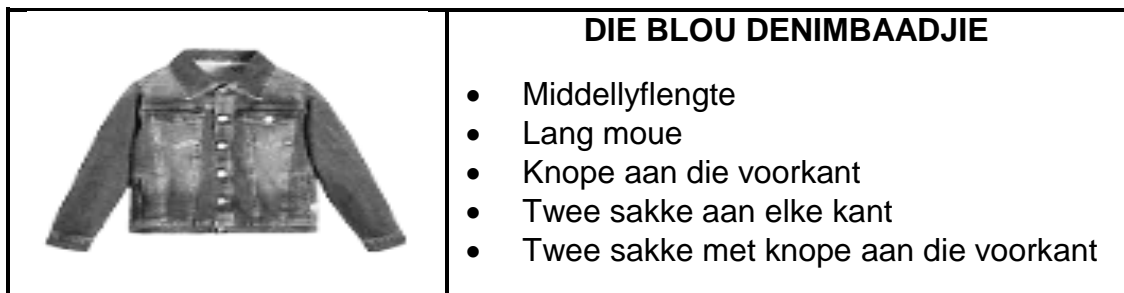 DIE BLOU DENIMBAADJIE
• Middellyflengte
• Lang moue
• Knope aan die voorkant
• Twee sakke aan elke kant
• Twee sakke met knope aan die voorkant